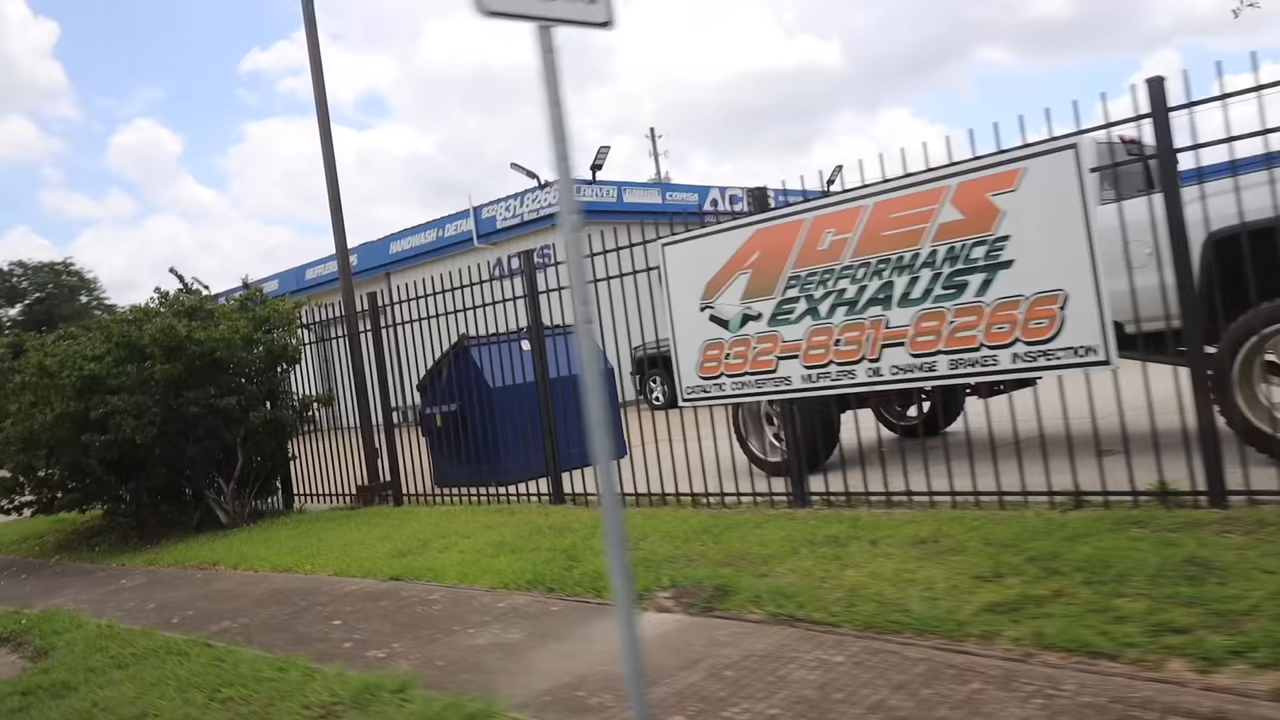 832 831.8266
CARVEN
CORSA
ACES
HANDWASH & DETAIL
ACES
ACES
PERFORMANCE
EXHAUST
832-831-8266
CATALYTIC CONVERTERS MUFFLERS OIL CHANGE BRAKES INSPECTION